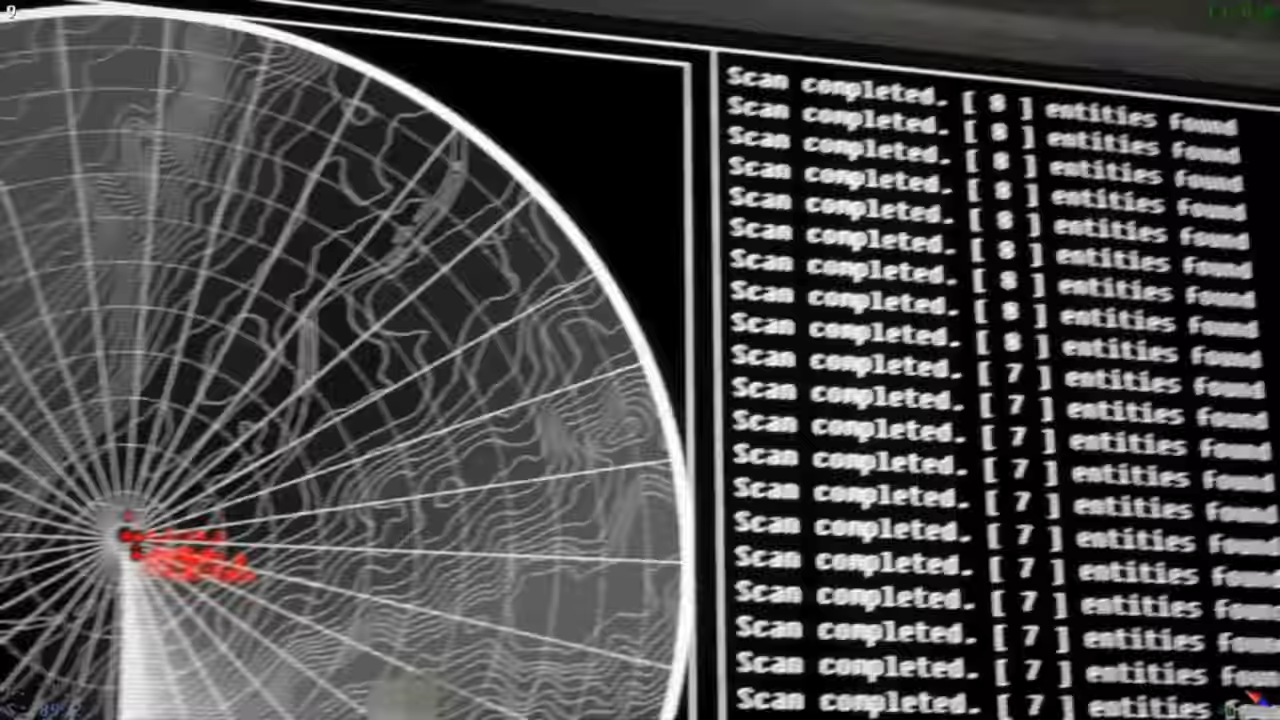 9
Scan completed. [ 8 ] entities found
Scan completed. [ 8 ] entities found
Scan completed. [ 8 ] entities found
Scan completed. [ 8 ] entities found
Scan completed. [ 8 ] entities found
Scan completed. [ 8 ] entities found
Scan completed. [ 8 ] entities found
Scan completed. [ 8 ] entities found
Scan completed. [ 8 ] entities found
Scan completed. [ 7 ] entities found
Scan completed. [ 7 ] entities found
Scan completed. [ 7 ] entities found
Scan completed. [ 7 ] entities found
Scan completed. [ 7 ] entities found
Scan completed. [ 7 ] entities found
Scan completed. [ 7 ] entities found
Scan completed. [ 7 ] entities found
Scan completed. [ 7 ] entities found
Scan completed. [ 7 ] entities found
Scan completed. [ 7 ] entities found